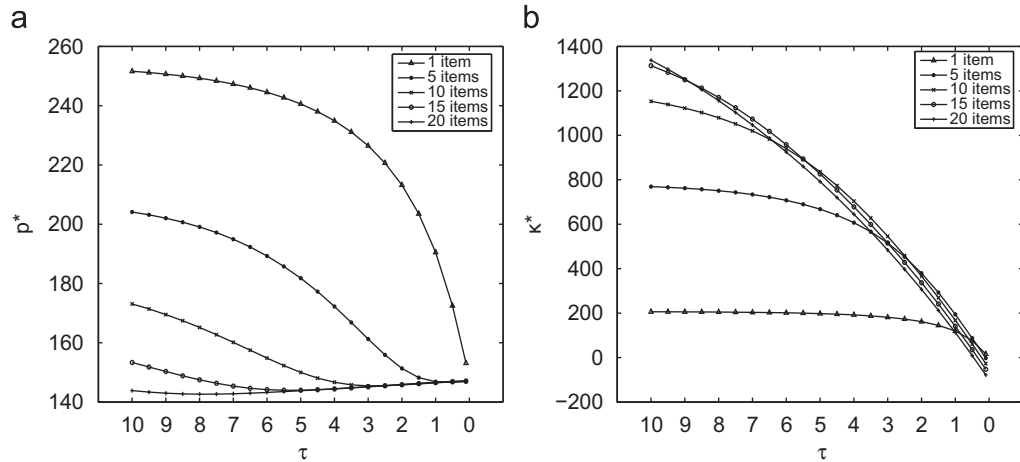 a
260
240
220
200
180
160
140
p*
10 9 8 7 6 5 4 3 2 1 0
τ
1 item
5 items
10 items
15 items
20 items
b
1400
1200
1000
800
600
400
200
0
−200
κ*
10 9 8 7 6 5 4 3 2 1 0
τ
1 item
5 items
10 items
15 items
20 items